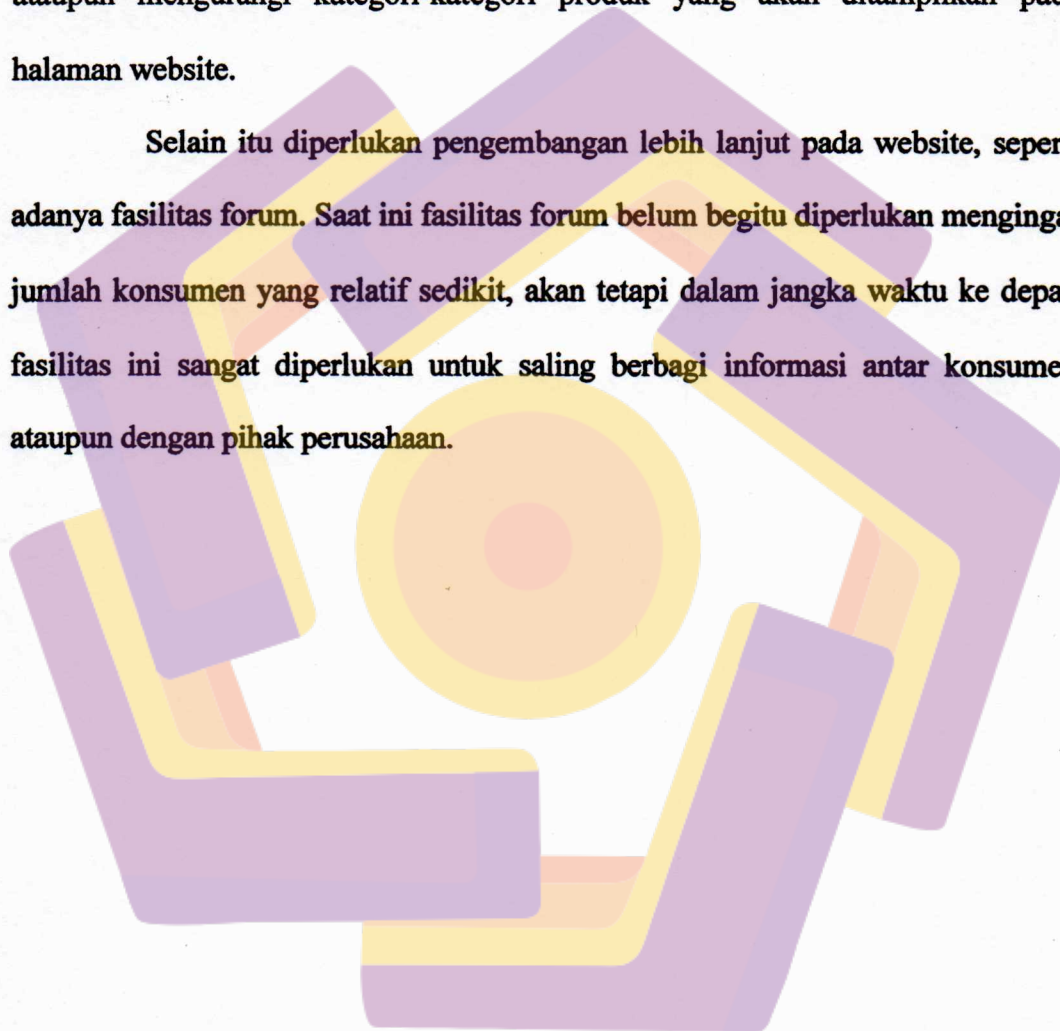 ataupun mengurangi kategori-kategori produk yang akan ditampilkan pad
halaman website.
Selain itu diperlukan pengembangan lebih lanjut pada website, seper
adanya fasilitas forum. Saat ini fasilitas forum belum begitu diperlukan menginga
jumlah konsumen yang relatif sedikit, akan tetapi dalam jangka waktu ke depa
fasilitas ini sangat diperlukan untuk saling berbagi informasi antar konsume
ataupun dengan pihak perusahaan.